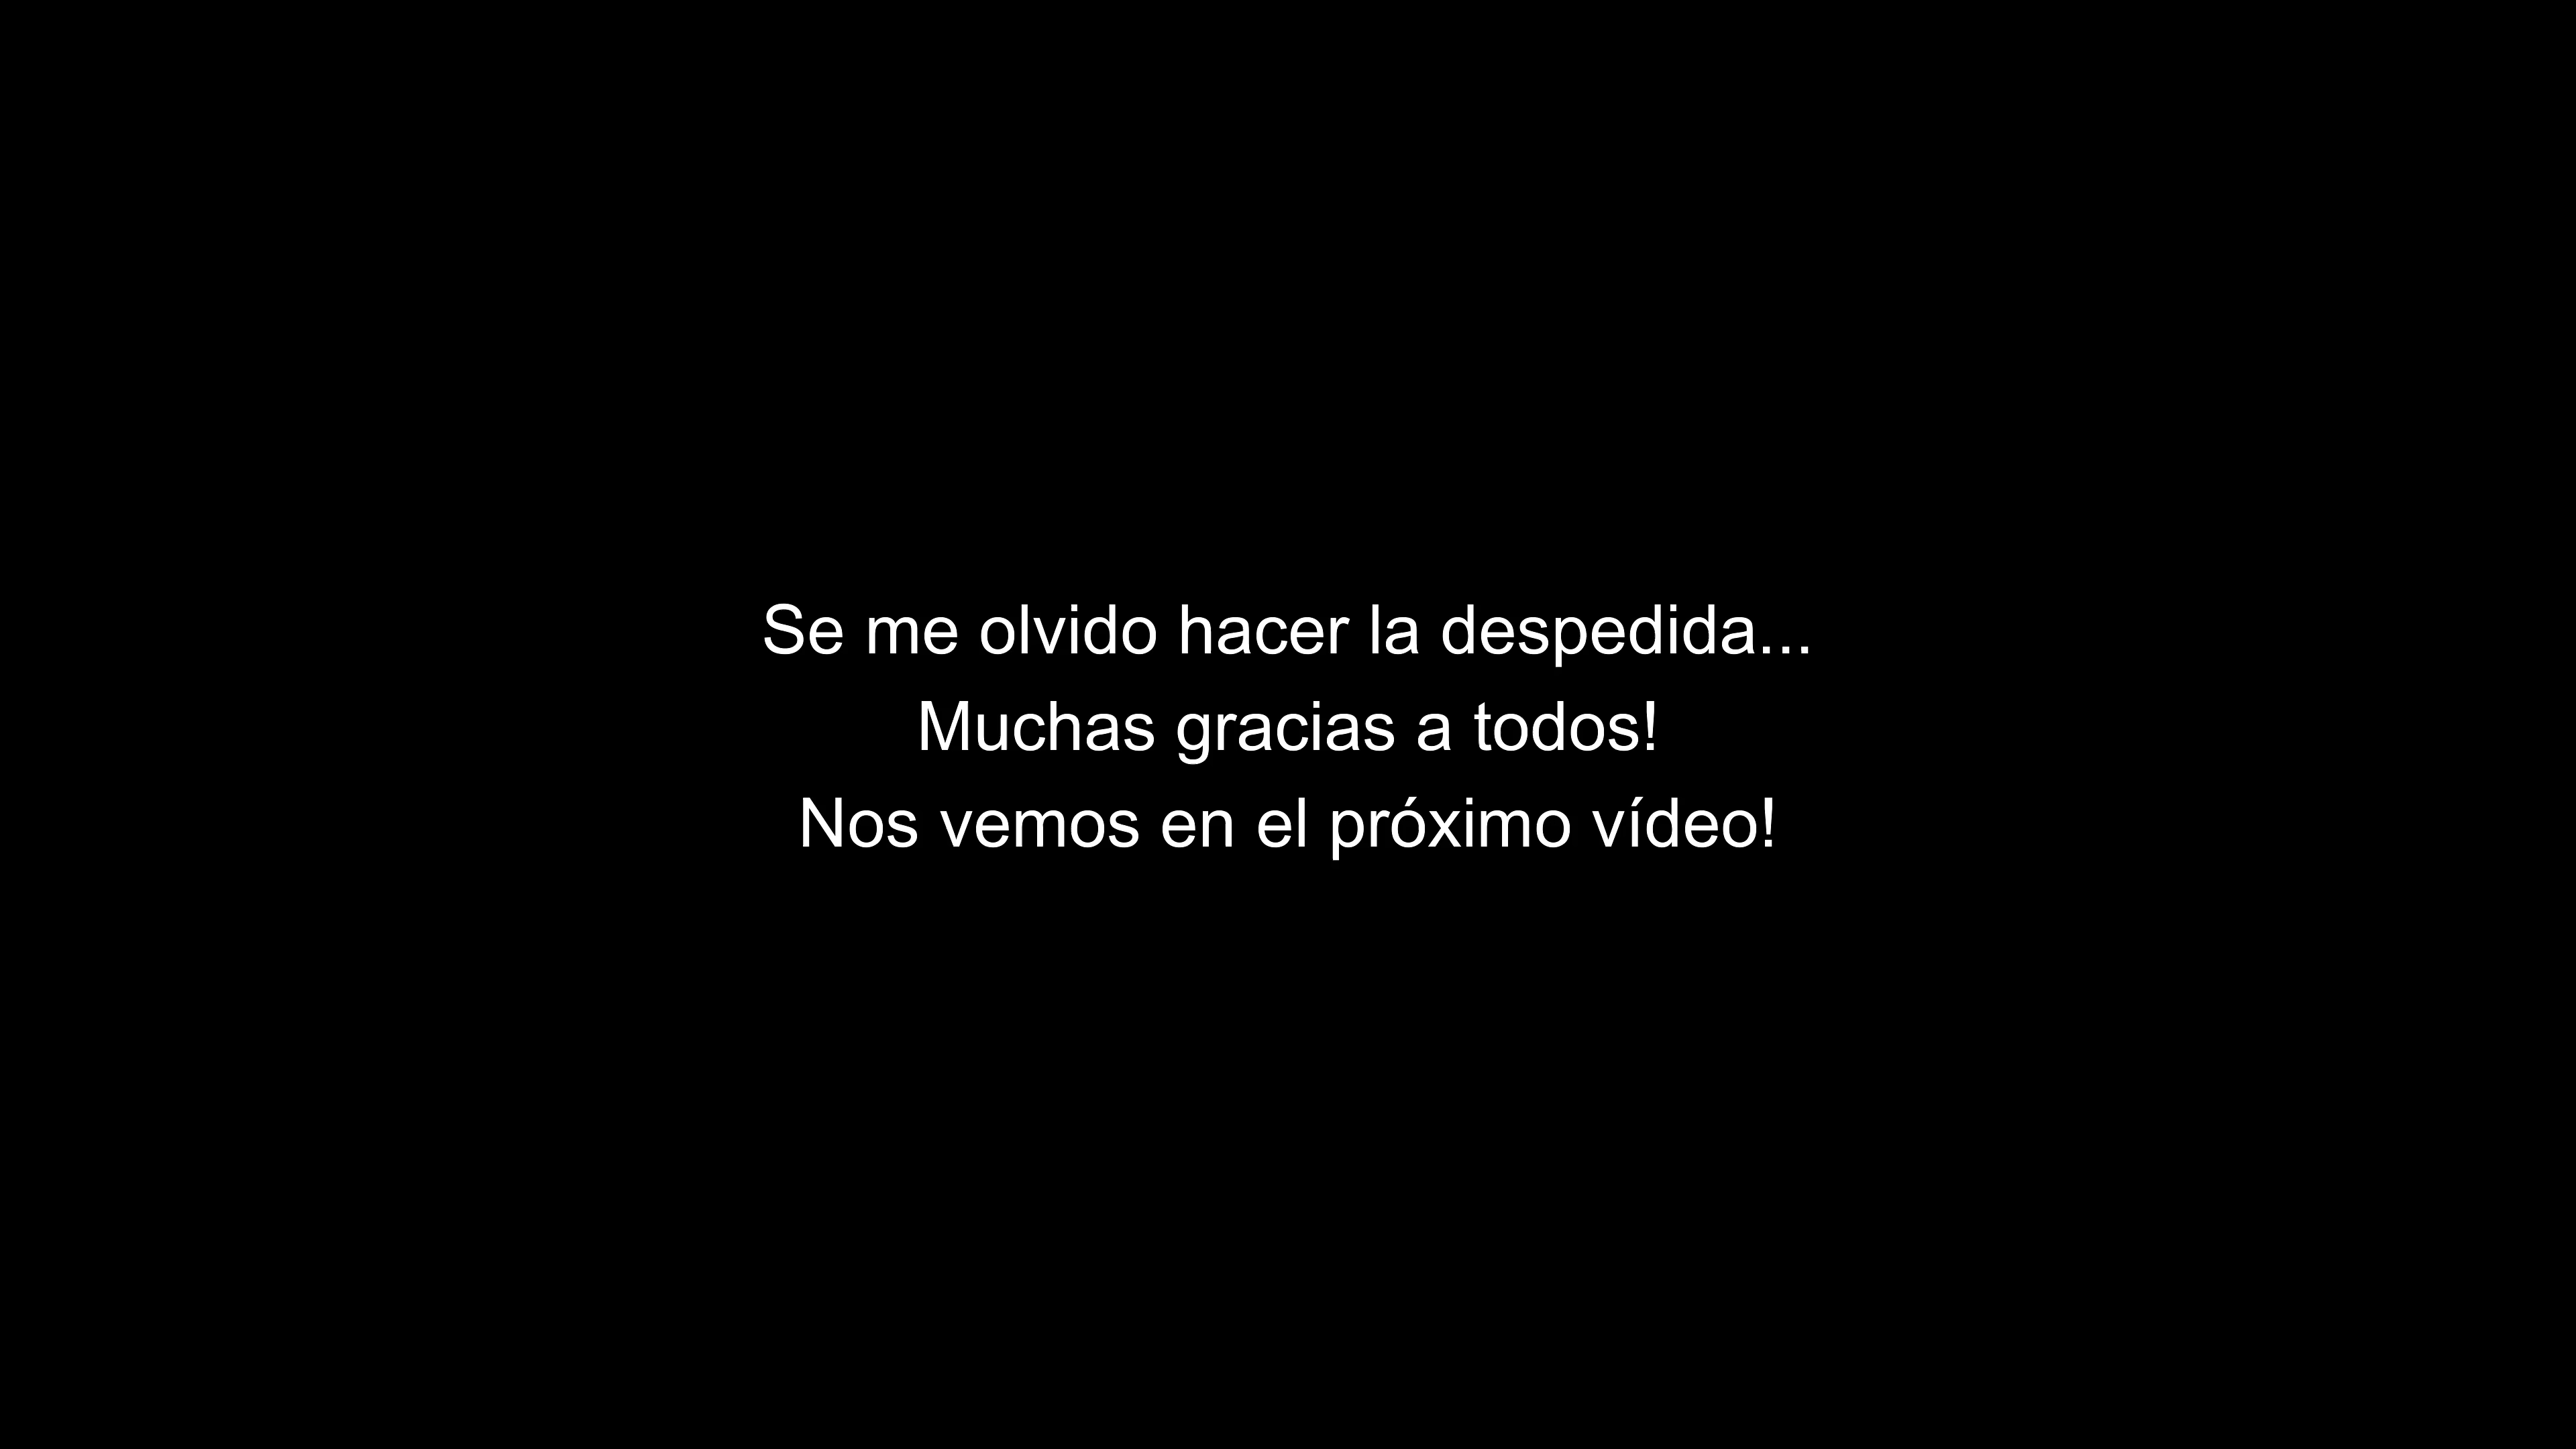 Se me olvido hacer la despedida...
Muchas gracias a todos!
Nos vemos en el próximo vídeo!